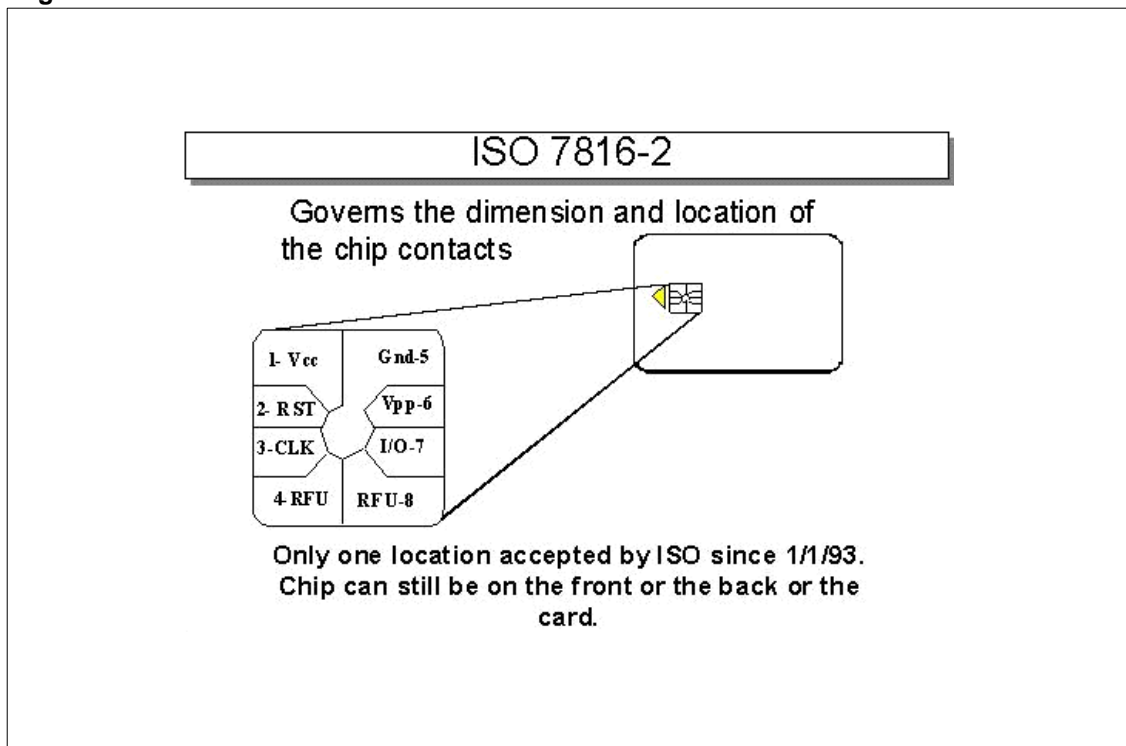 ISO 7816-2
Governs the dimension and location of
the chip contacts
1- Vcc
Gnd-5
2- RST
Vpp-6
3-CLK
I/O-7
4-RFU
RFU-8
Only one location accepted by ISO since 1/1/93.
Chip can still be on the front or the back or the
card.